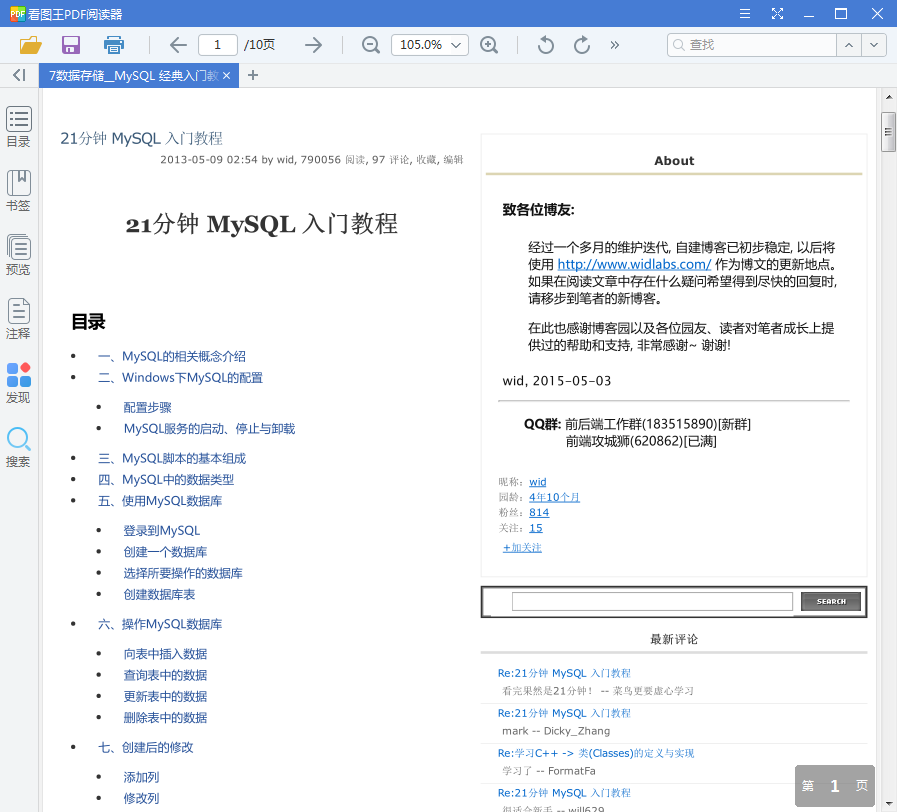 看图王PDF阅读器
1 /10页 105.0% 查找
7数据存储__MySQL 经典入门教
目录
书签
预览
注释
发现
搜索
21分钟 MySQL 入门教程
2013-05-09 02:54 by wid, 790056 阅读, 97 评论, 收藏, 编辑
21分钟 MySQL 入门教程
目录
一、MySQL的相关概念介绍
二、Windows下MySQL的配置
配置步骤
MySQL服务的启动、停止与卸载
三、MySQL脚本的基本组成
四、MySQL中的数据类型
五、使用MySQL数据库
登录到MySQL
创建一个数据库
选择所要操作的数据库
创建数据库表
六、操作MySQL数据库
向表中插入数据
查询表中的数据
更新表中的数据
删除表中的数据
七、创建后的修改
添加列
修改列
About
致各位博友:
经过一个多月的维护迭代, 自建博客已初步稳定, 以后将
使用 http://www.widlabs.com/ 作为博文的更新地点。
如果在阅读文章中存在什么疑问希望得到尽快的回复时,
请移步到笔者的新博客。
在此也感谢博客园以及各位园友、读者对笔者成长上提
供过的帮助和支持, 非常感谢~ 谢谢!
wid, 2015-05-03
QQ群: 前后端工作群(183515890)[新群]
前端攻城狮(620862)[已满]
昵称：wid
园龄：4年10个月
粉丝：814
关注：15
+加关注
SEARCH
最新评论
Re:21分钟 MySQL 入门教程
看完果然是21分钟！ -- 菜鸟更要虚心学习
Re:21分钟 MySQL 入门教程
mark -- Dicky_Zhang
Re:学习C++ -> 类(Classes)的定义与实现
学习了 -- FormatFa
Re:21分钟 MySQL 入门教程
很适合新手 -- will629
第 1 页